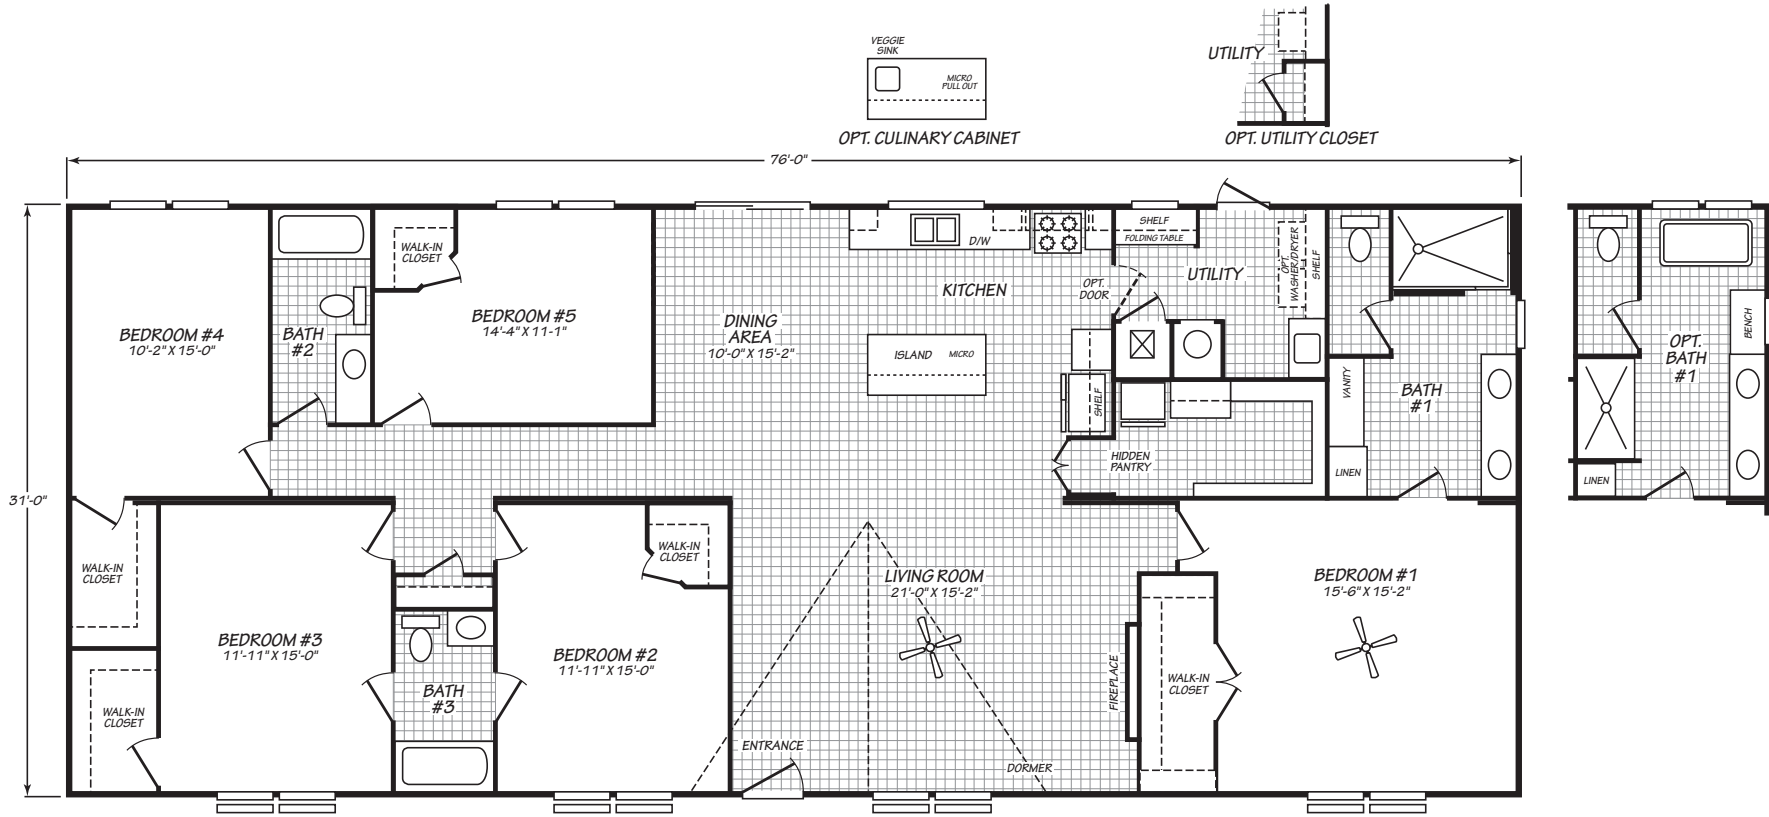 VEGGIE
SINK
MICRO
PULL OUT
OPT. CULINARY CABINET
UTILITY
OPT. UTILITY CLOSET
76'-0"
31'-0"
BEDROOM #4
10'-2" X 15'-0"
BATH
#2
WALK-IN
CLOSET
BEDROOM #5
14'-4" X 11'-1"
DINING
AREA
10'-0" X 15'-2"
D/W
KITCHEN
ISLAND
MICRO
OPT.
DOOR
SHELF
SHELF
FOLDING TABLE
UTILITY
OPT.
WASHER/DRYER
SHELF
HIDDEN
PANTRY
VANITY
LINEN
BATH
#1
OPT.
BATH
#1
BENCH
LINEN
WALK-IN
CLOSET
WALK-IN
CLOSET
BEDROOM #3
11'-11" X 15'-0"
BATH
#3
BEDROOM #2
11'-11" X 15'-0"
WALK-IN
CLOSET
LIVING ROOM
21'-0" X 15'-2"
ENTRANCE
DORMER
FIREPLACE
WALK-IN
CLOSET
BEDROOM #1
15'-6" X 15'-2"